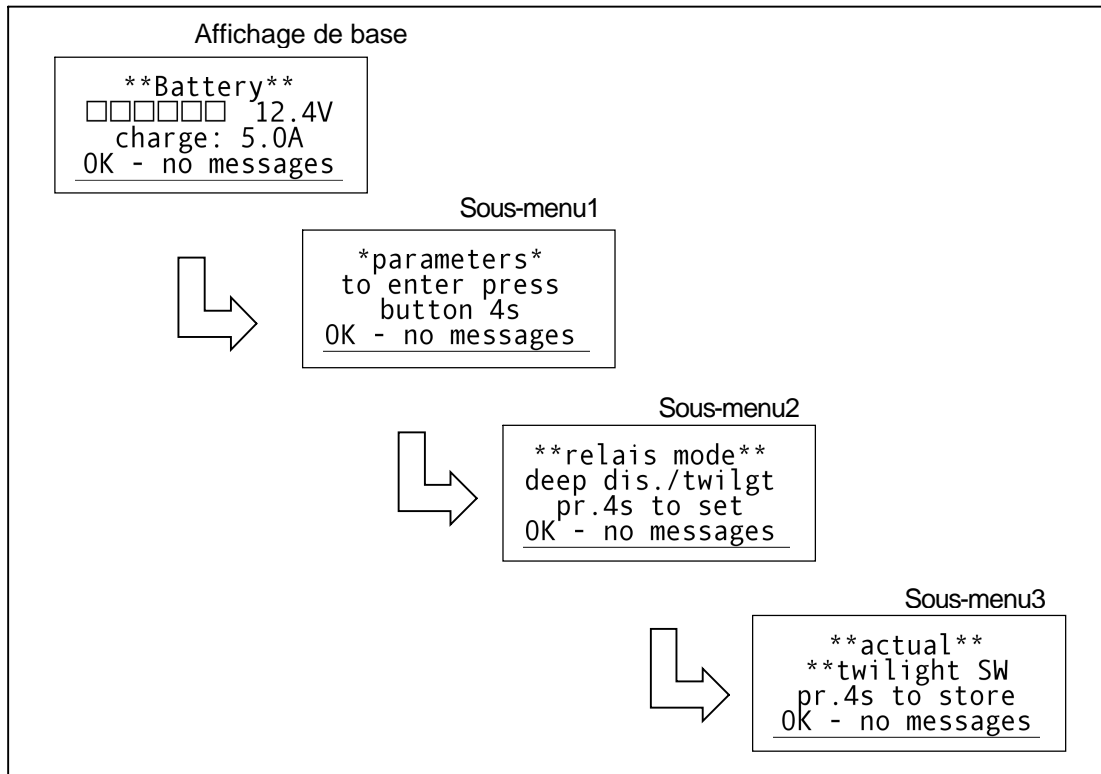 Affichage de base
**Battery**
□□□□□□ 12.4V
charge: 5.0A
OK - no messages
Sous-menu1
*parameters*
to enter press
button 4s
OK - no messages
Sous-menu2
**relais mode**
deep dis./twilgt
pr.4s to set
OK - no messages
Sous-menu3
**actual**
**twilight SW
pr.4s to store
OK - no messages